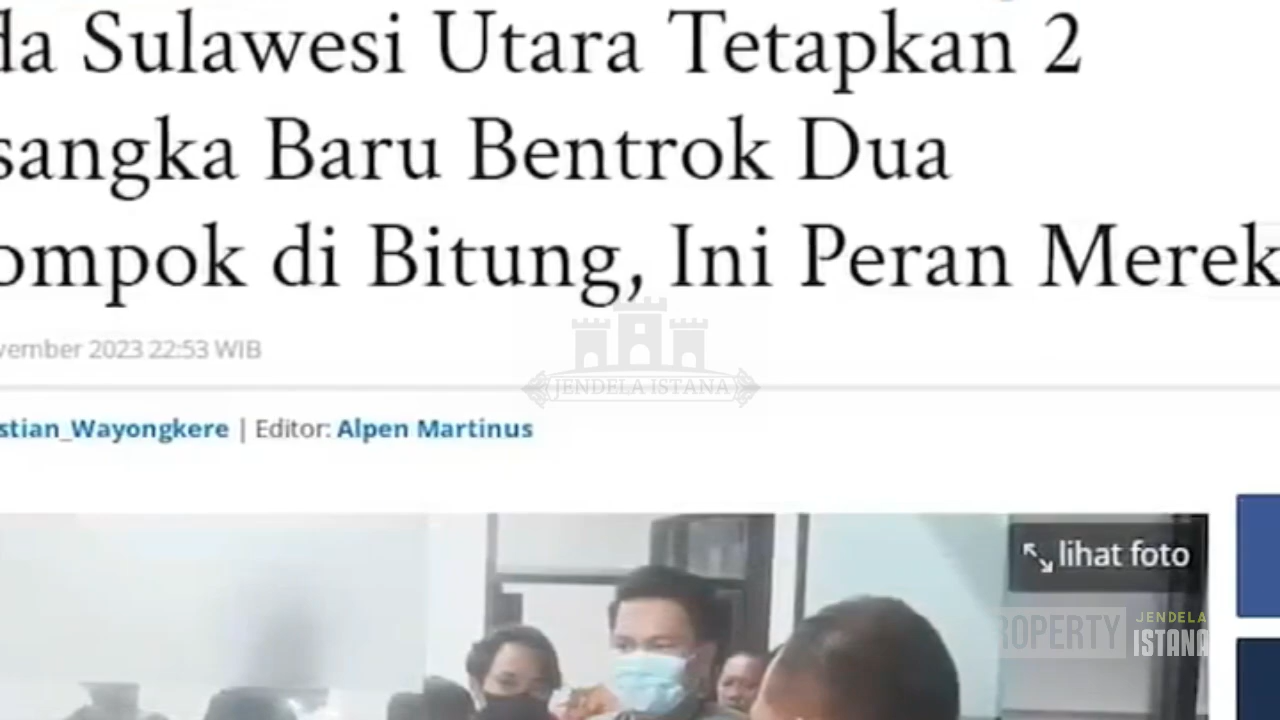 da Sulawesi Utara Tetapkan 2
sangka Baru Bentrok Dua
ompok di Bitung, Ini Peran Merek
vember 2023 22:53 WIB
JENDELA ISTANA
stian_Wayongkere | Editor: Alpen Martinus
lihat foto
ROPERTY JENDELA ISTANA